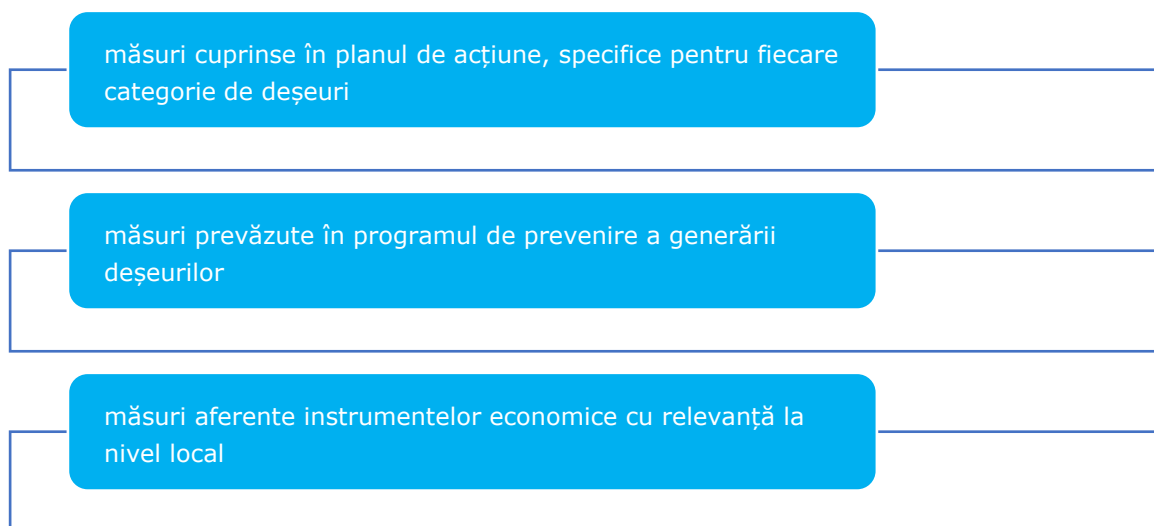 măsuri cuprinse în planul de acțiune, specifice pentru fiecare
categorie de deșeuri
măsuri prevăzute în programul de prevenire a generării
deșeurilor
măsuri aferente instrumentelor economice cu relevanță la
nivel local